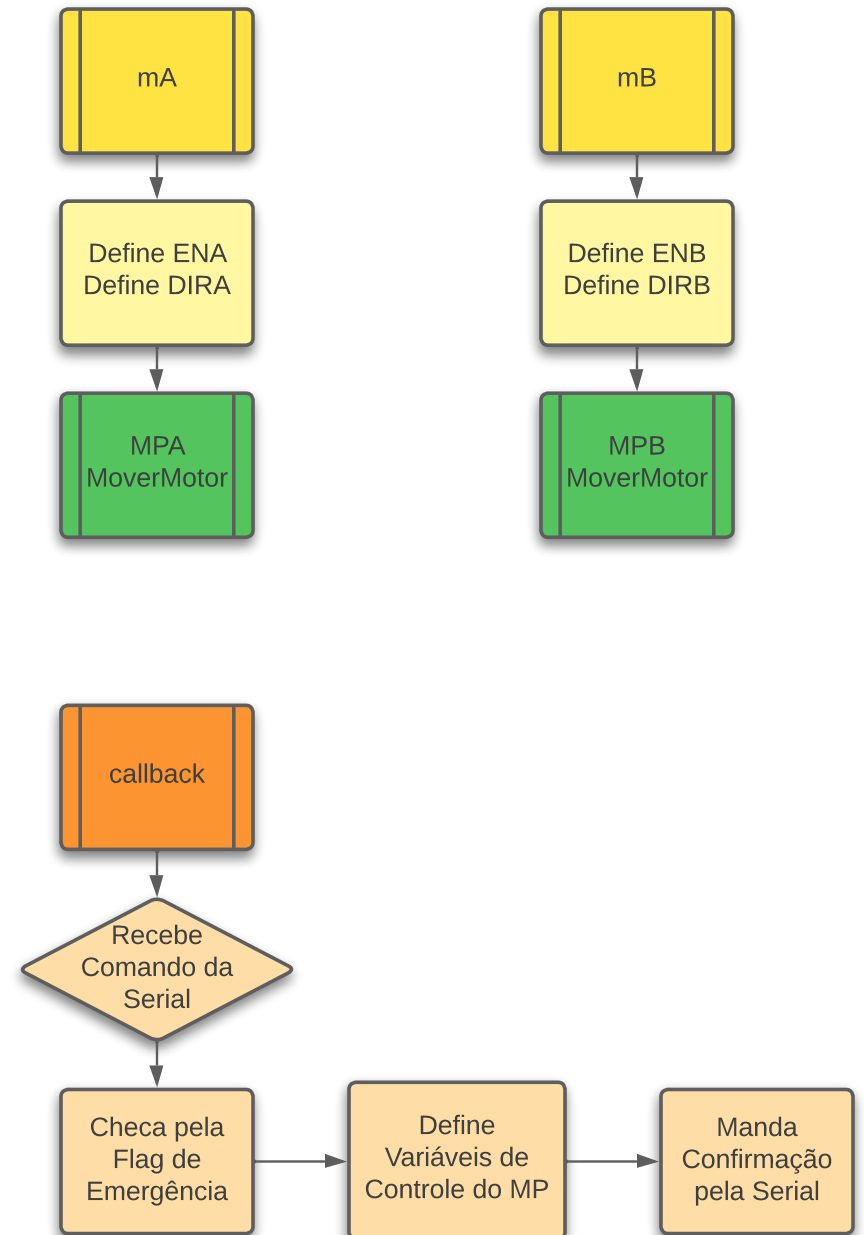 mA
mB
Define ENA
Define DIRA
Define ENB
Define DIRB
MPA
MoverMotor
MPB
MoverMotor
callback
Recebe
Comando da
Serial
Checa pela
Flag de
Emergência
Define
Variáveis de
Controle do MP
Manda
Confirmação
pela Serial